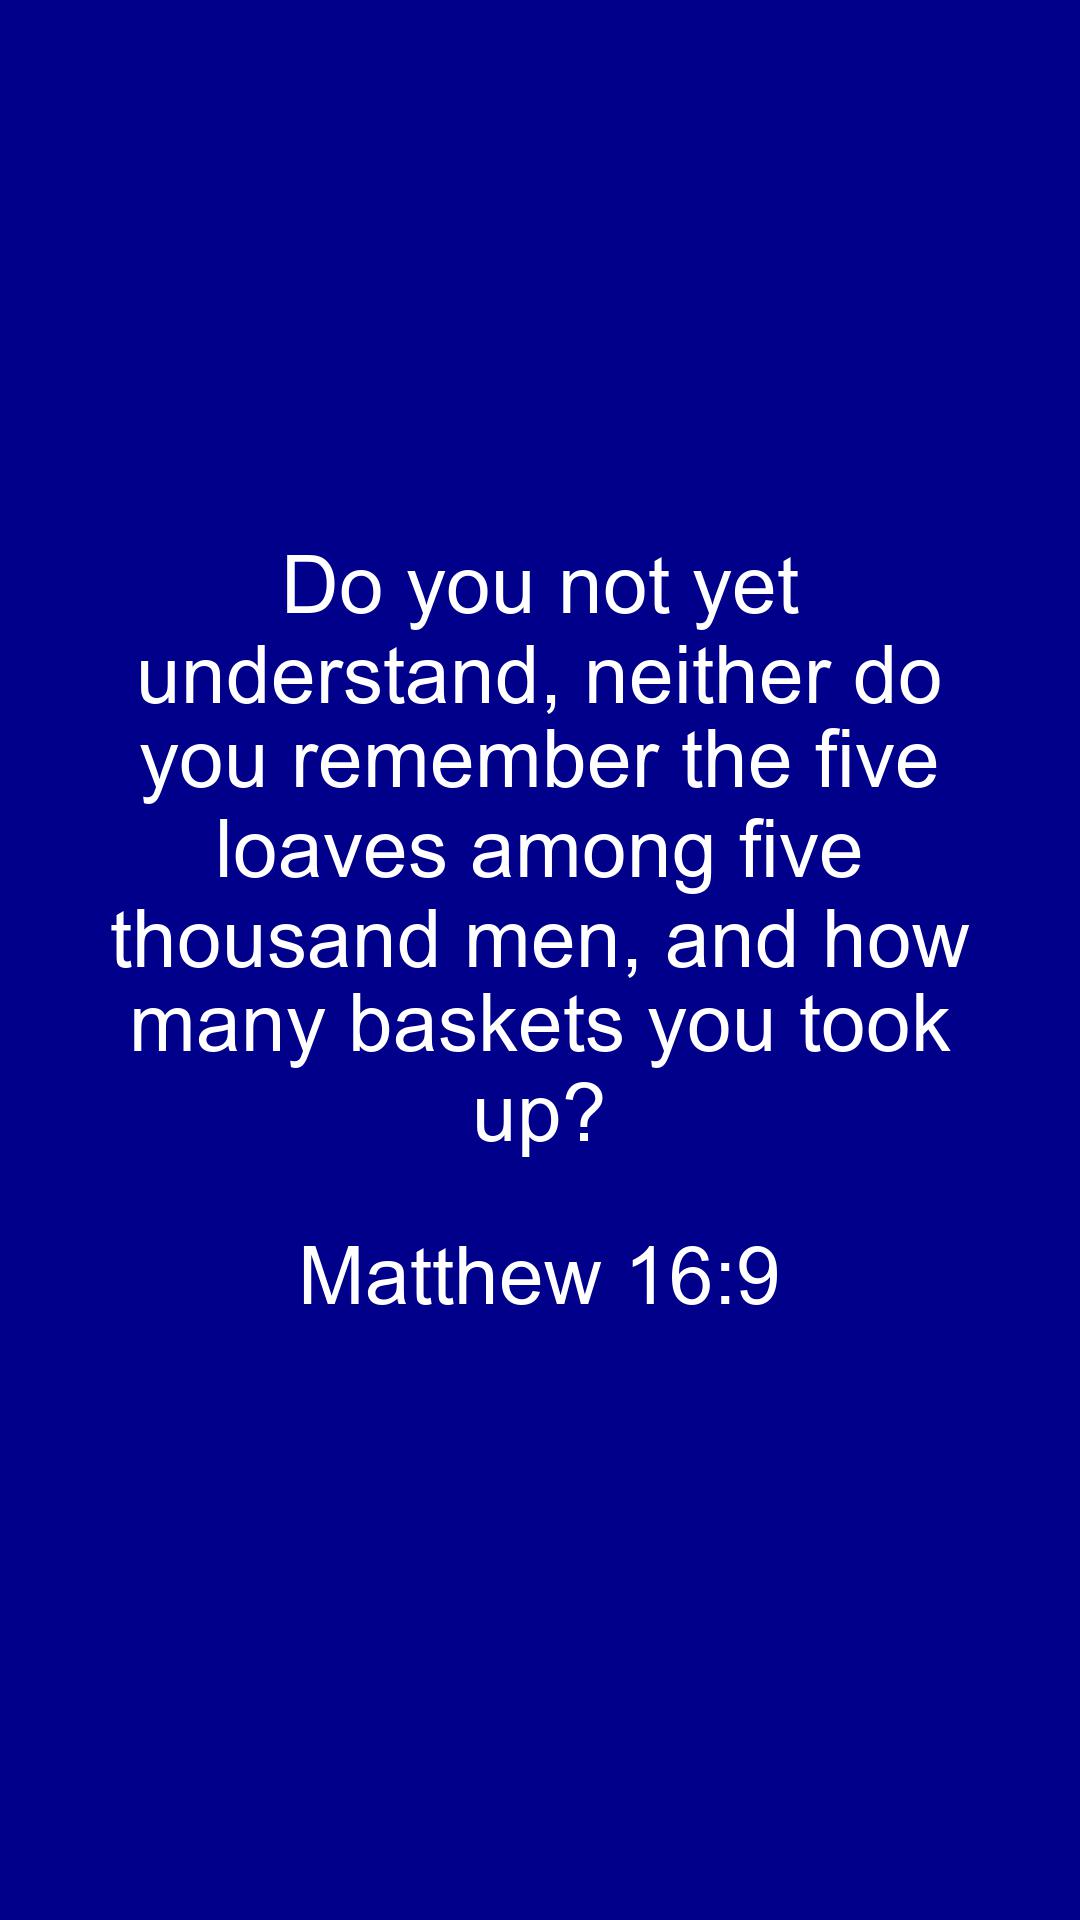 Do you not yet
understand, neither do
you remember the five
loaves among five
thousand men, and how
many baskets you took
up?
Matthew 16:9